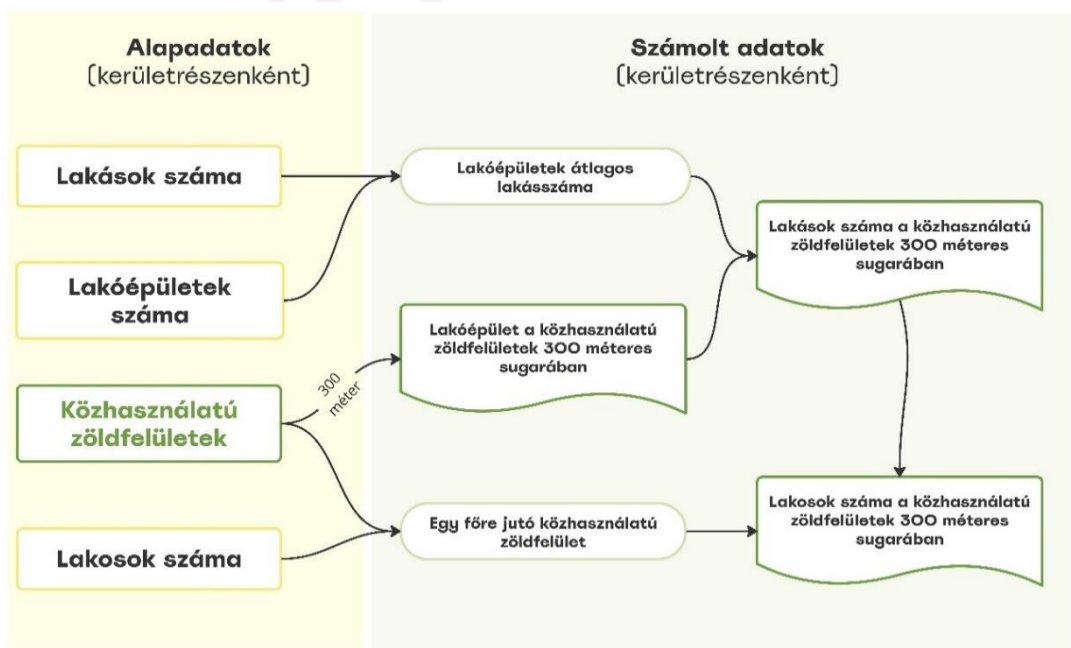 Alapadatok
(kerületrészenként)
Lakások száma
Lakóépületek
száma
Közhasználatú
zöldfelületek
Lakosok száma
300
méter
Számolt adatok
(kerületrészenként)
Lakóépületek átlagos
lakásszáma
Lakóépület a közhasználatú
zöldfelületek 300 méteres
sugarában
Egy főre jutó közhasználatú
zöldfelület
Lakások száma a közhasználatú
zöldfelületek 300 méteres
sugarában
Lakosok száma a közhasználatú
zöldfelületek 300 méteres
sugarában